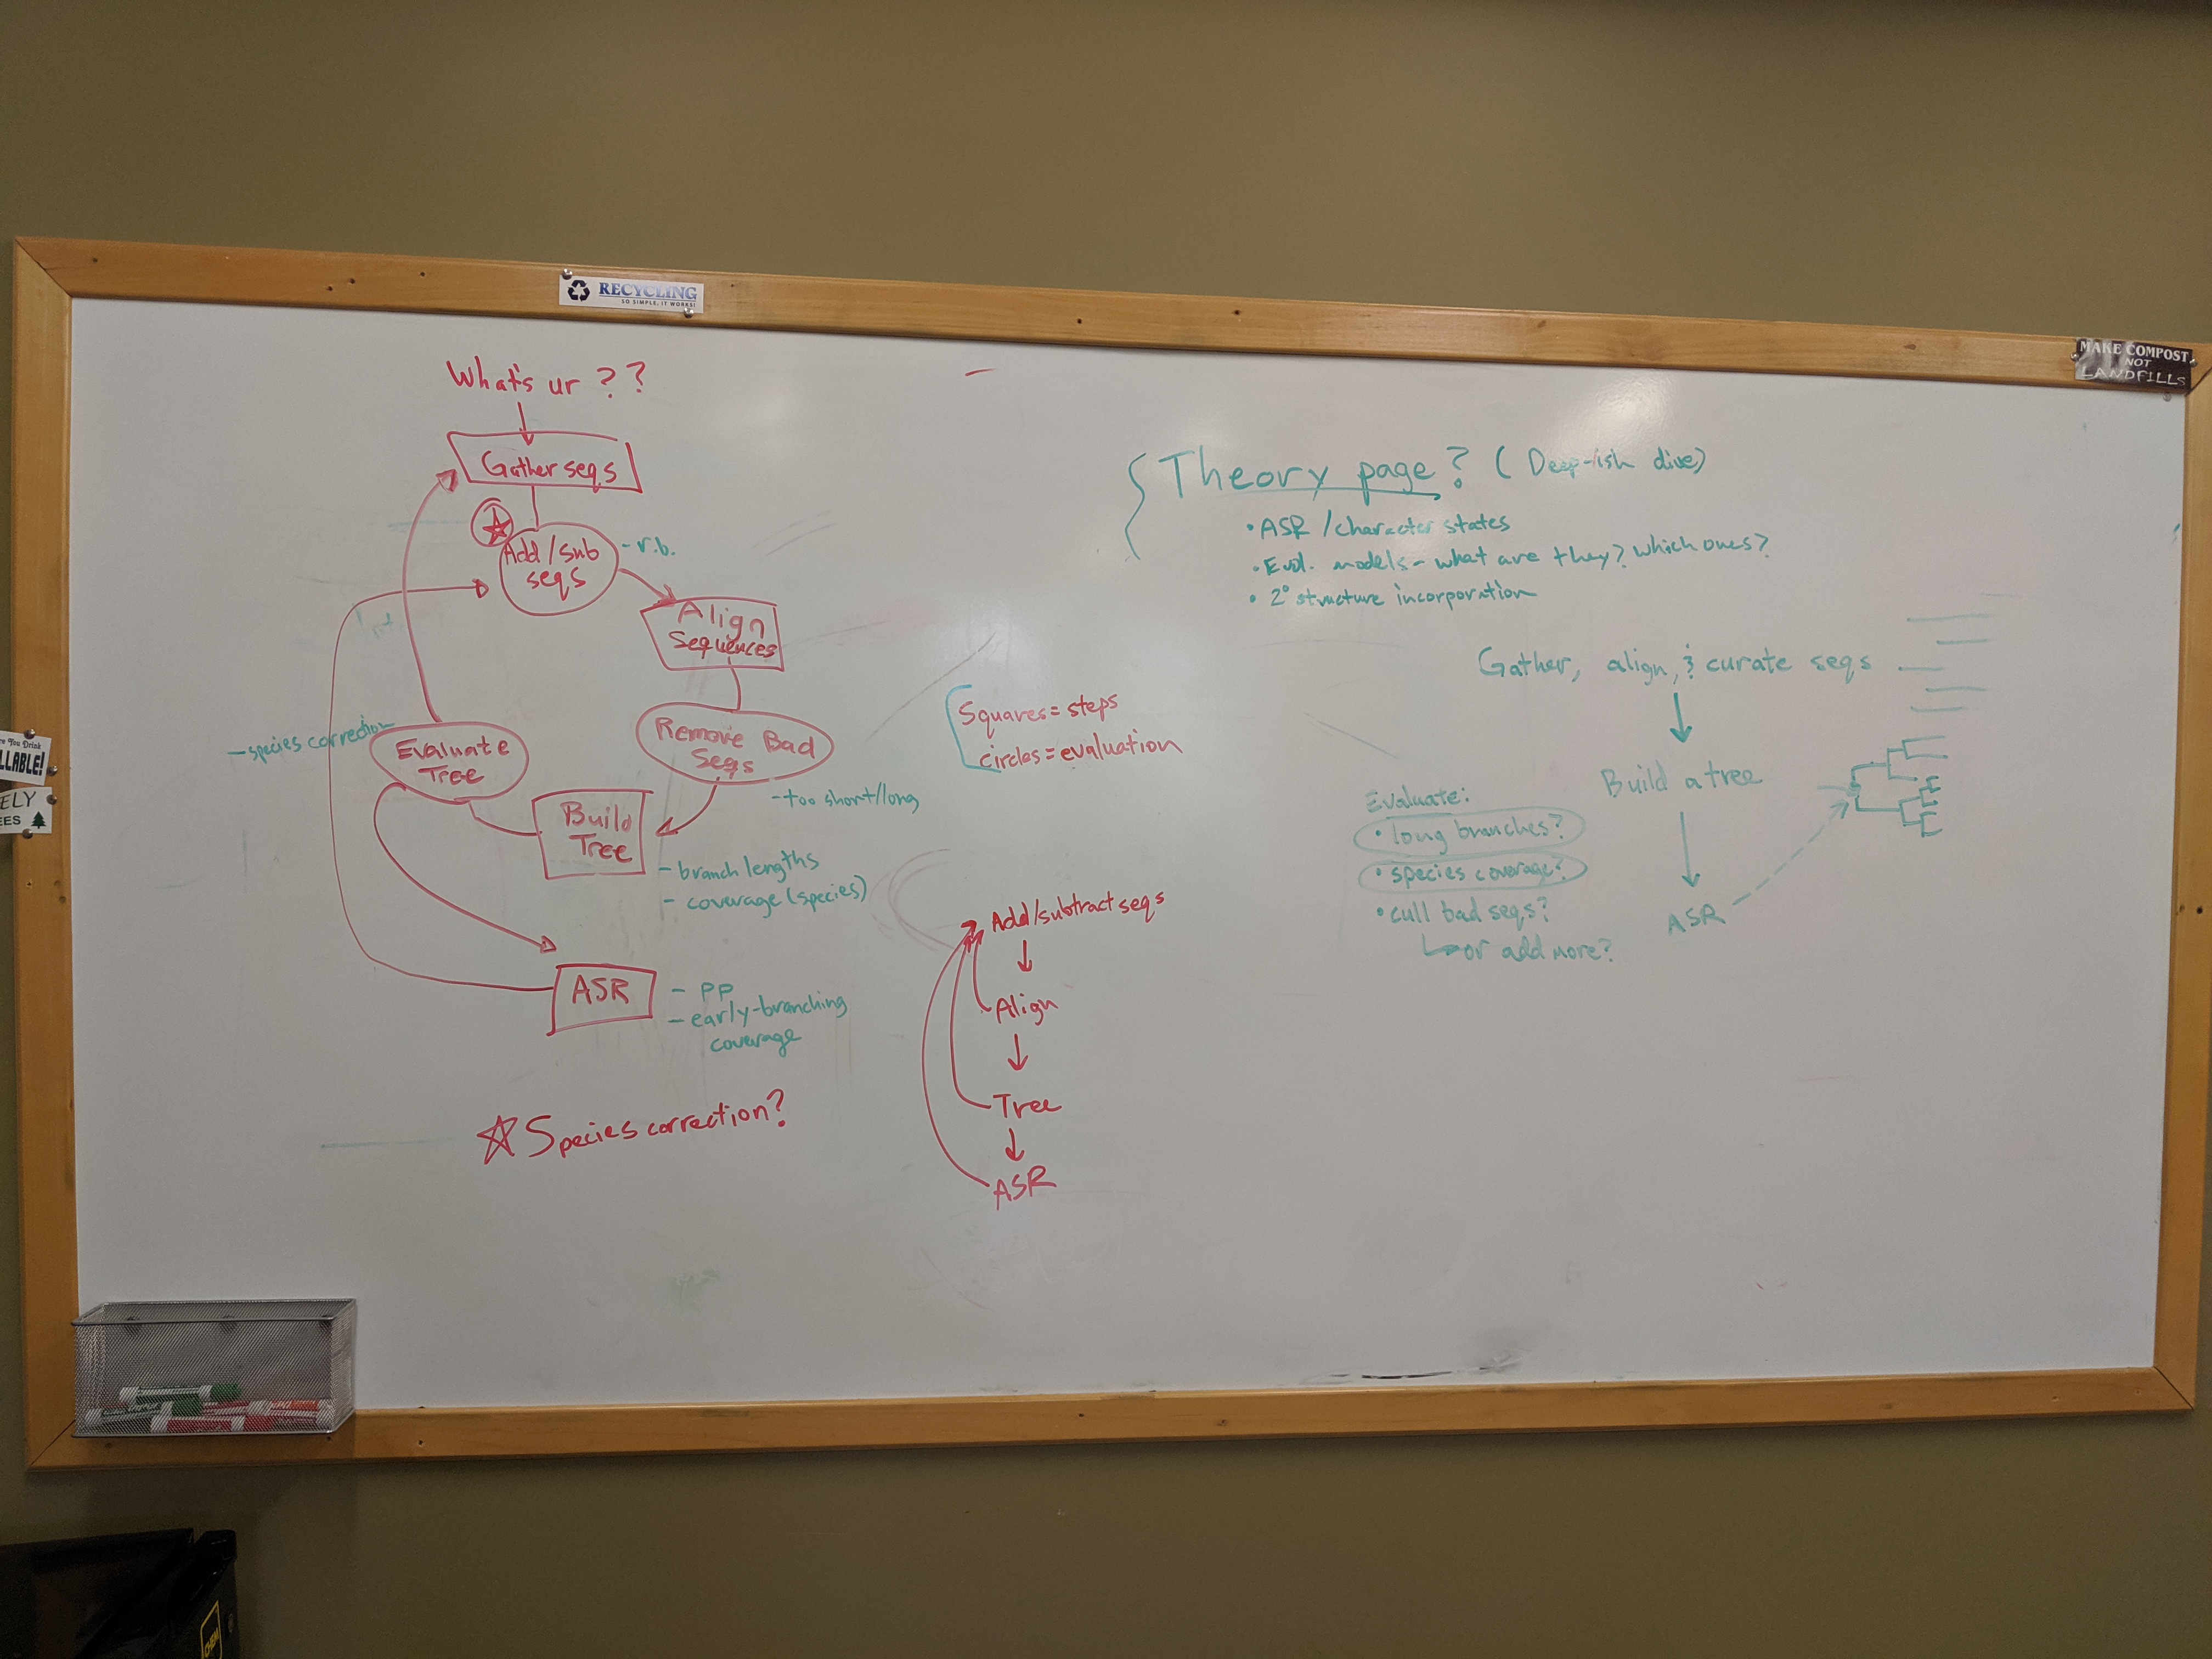 RECYCLING
SO SIMPLE, IT WORKS!
MAKE COMPOST
NOT
LANDFILLS
What's ur ??
Gather seqs
Add/sub
seqs
- r.b.
Align
Sequences
Remove Bad
Seqs
- too short/long
Build
Tree
- branch lengths
- coverage (species)
Evaluate
Tree
- species correction
ASR
- PP
- early-branching
coverage
Species correction?
Squares = steps
circles = evaluation
Add/subtract seqs
Align
Tree
ASR
Theory page? (Deep-ish dive)
• ASR /character states
• Evol. models - what are they? which ones?
• 2° structure incorporation
Gather, align, & curate seqs
Build a tree
ASR
Evaluate:
• long branches?
• species coverage?
• cull bad seqs?
or add more?
You Drink
LLABLE!
ELY
EES